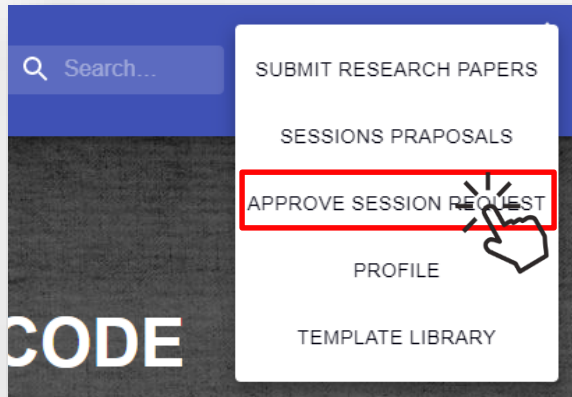 Search...
SUBMIT RESEARCH PAPERS
SESSIONS PRAPOSALS
APPROVE SESSION REQUEST
PROFILE
TEMPLATE LIBRARY
CODE